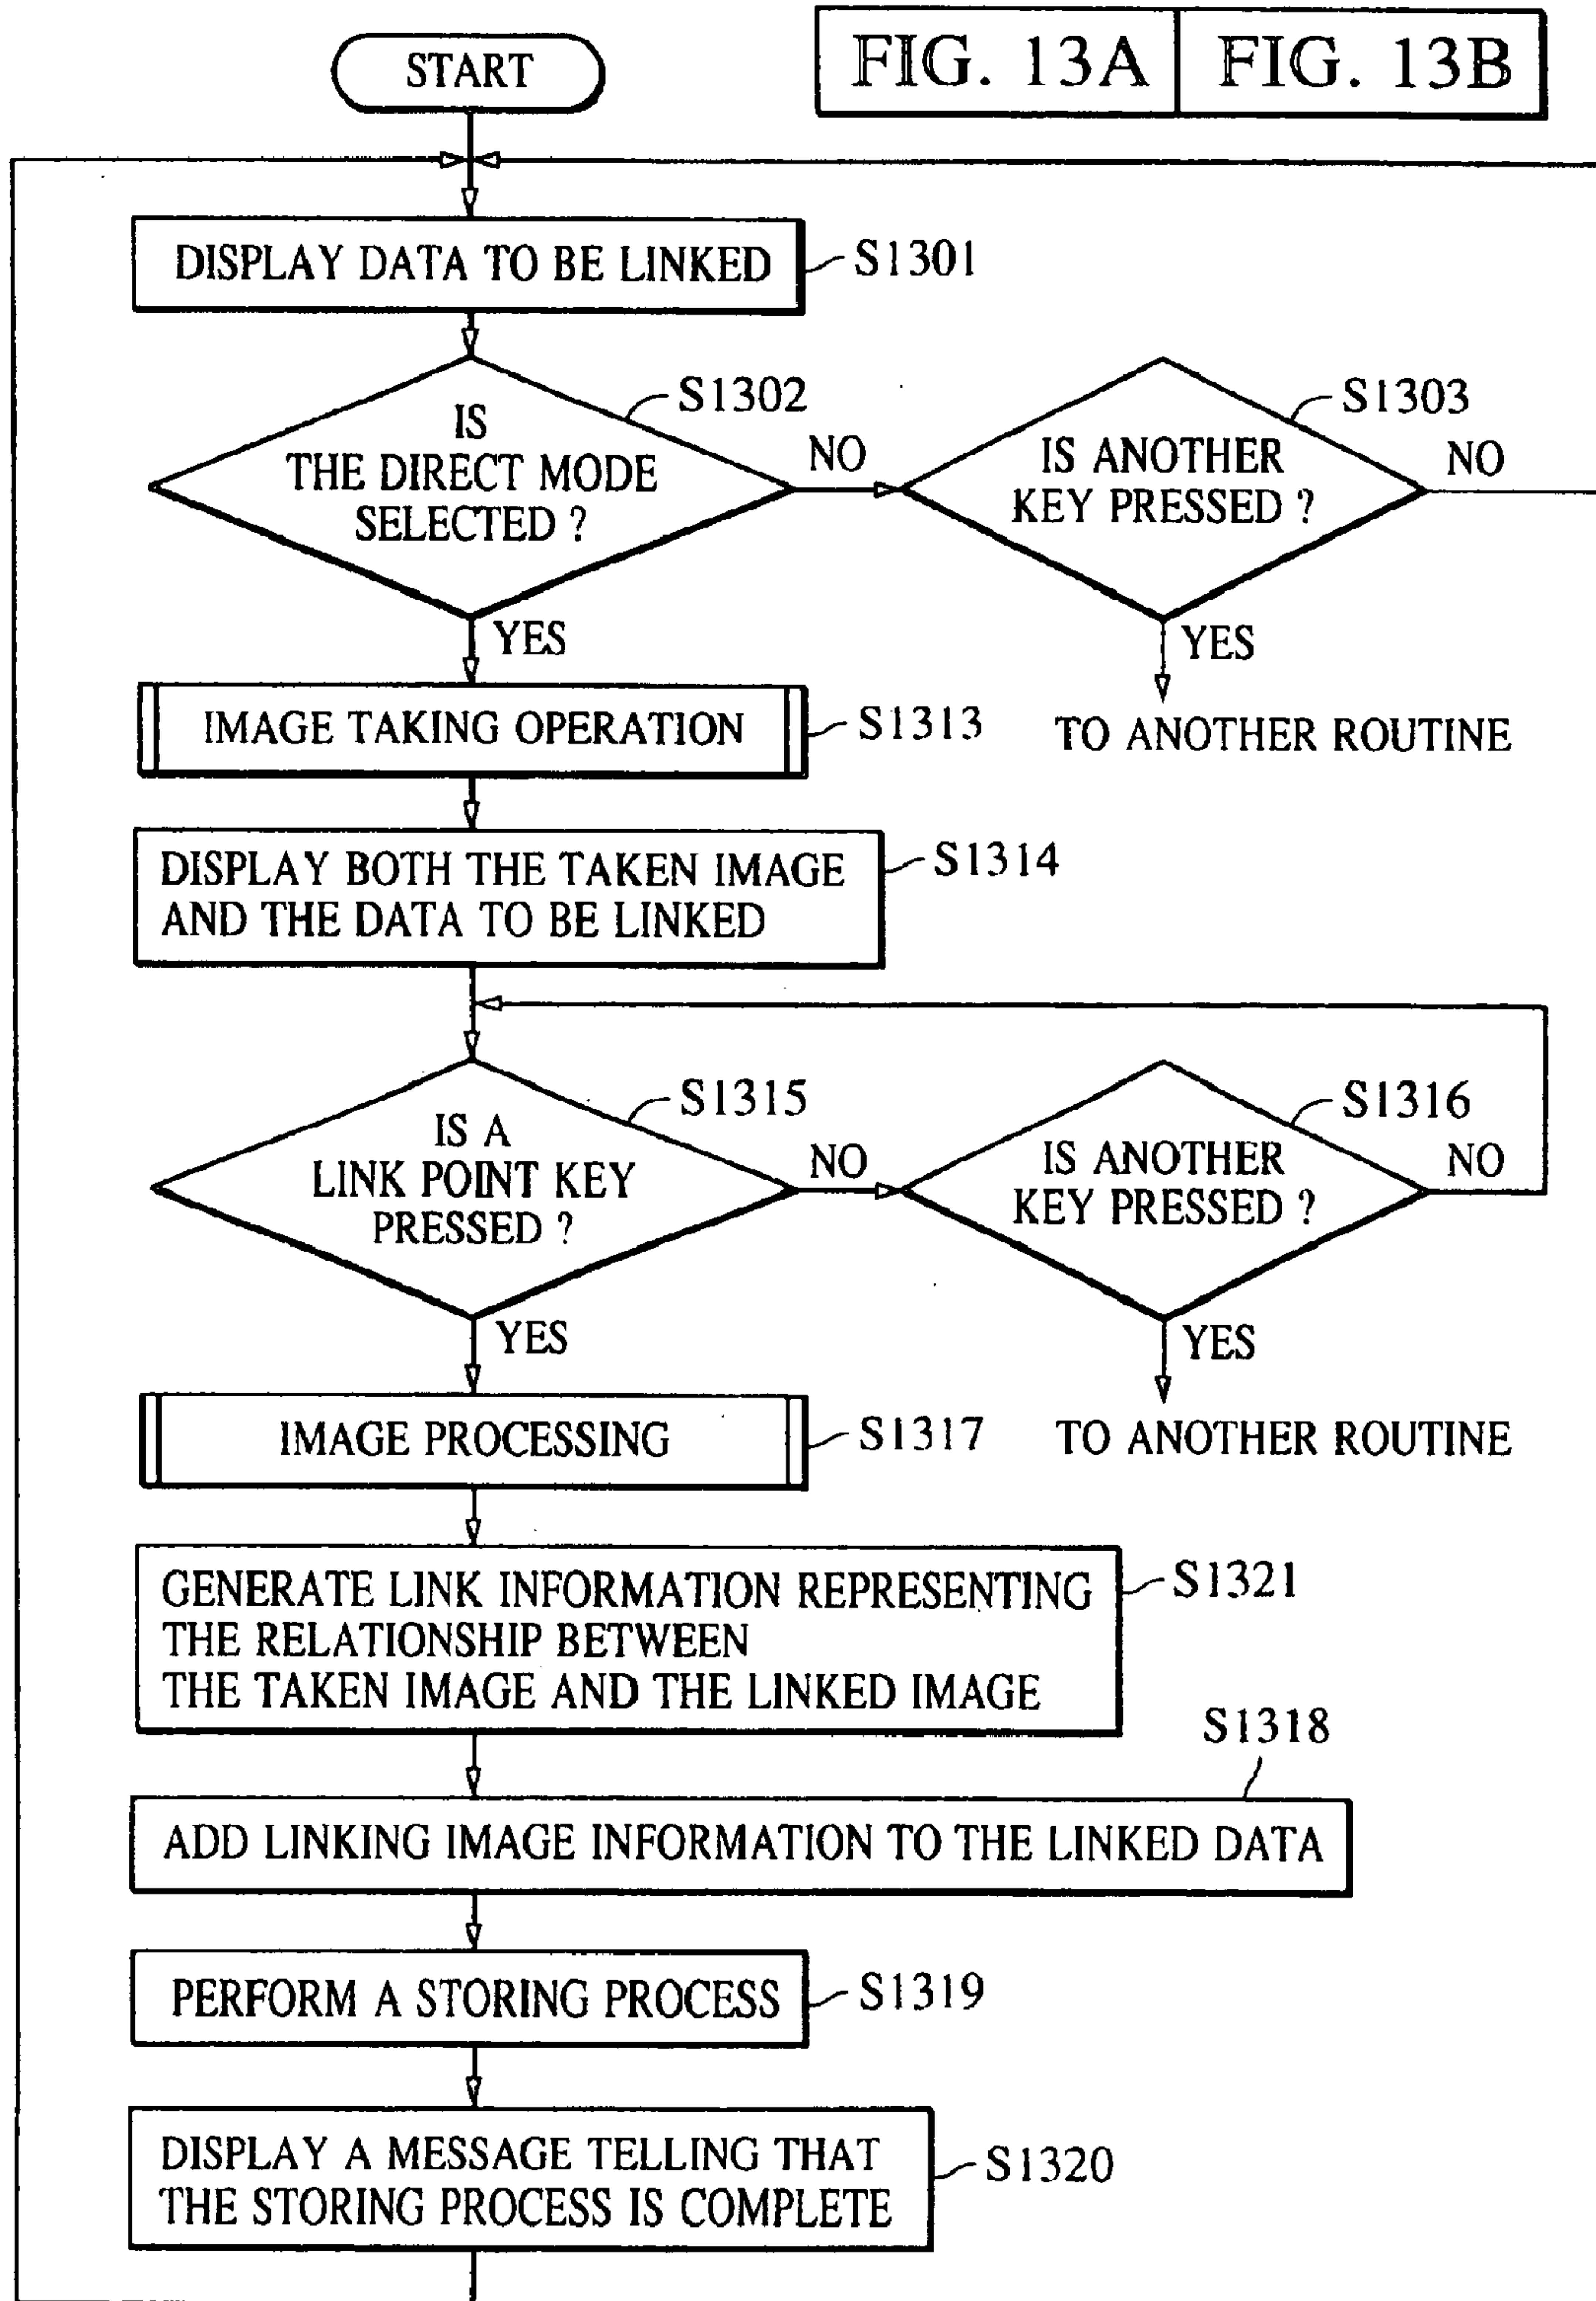 START
FIG. 13A FIG. 13B
DISPLAY DATA TO BE LINKED
S1301
IS
THE DIRECT MODE
SELECTED ?
S1302
NO
YES
IS ANOTHER
KEY PRESSED ?
S1303
NO
YES
TO ANOTHER ROUTINE
IMAGE TAKING OPERATION
S1313
DISPLAY BOTH THE TAKEN IMAGE
AND THE DATA TO BE LINKED
S1314
IS A
LINK POINT KEY
PRESSED ?
S1315
NO
YES
IS ANOTHER
KEY PRESSED ?
S1316
NO
YES
TO ANOTHER ROUTINE
IMAGE PROCESSING
S1317
GENERATE LINK INFORMATION REPRESENTING
THE RELATIONSHIP BETWEEN
THE TAKEN IMAGE AND THE LINKED IMAGE
S1321
S1318
ADD LINKING IMAGE INFORMATION TO THE LINKED DATA
PERFORM A STORING PROCESS
S1319
DISPLAY A MESSAGE TELLING THAT
THE STORING PROCESS IS COMPLETE
S1320